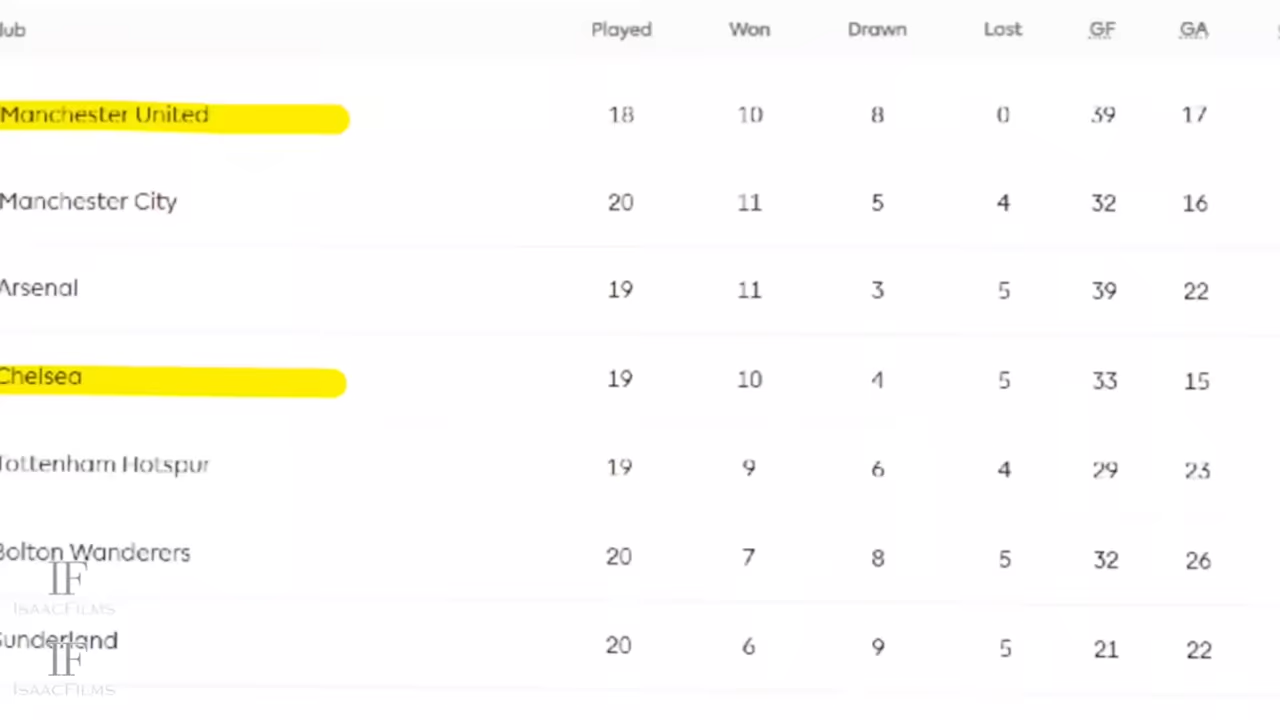 lub Played Won Drawn Lost GF GA
Manchester United 18 10 8 0 39 17
Manchester City 20 11 5 4 32 16
Arsenal 19 11 3 5 39 22
Chelsea 19 10 4 5 33 15
Tottenham Hotspur 19 9 6 4 29 23
Bolton Wanderers 20 7 8 5 32 26
IF
ISAACFILMS
Sunderland 20 6 9 5 21 22
IF
ISAACFILMS